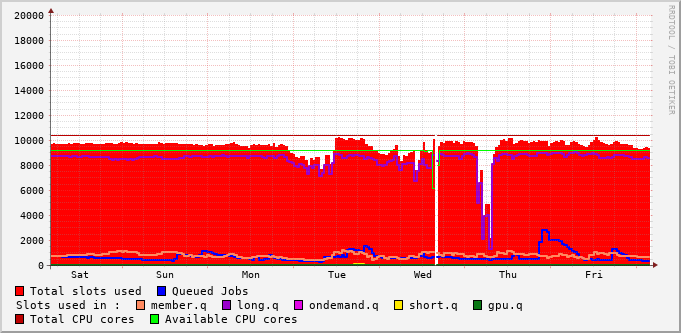 RRDTOOL / TOBI OETIKER
20000
18000
16000
14000
12000
10000
8000
6000
4000
2000
0
Sat Sun Mon Tue Wed Thu Fri
Total slots used Queued Jobs
Slots used in : member.q long.q ondemand.q short.q gpu.q
Total CPU cores Available CPU cores